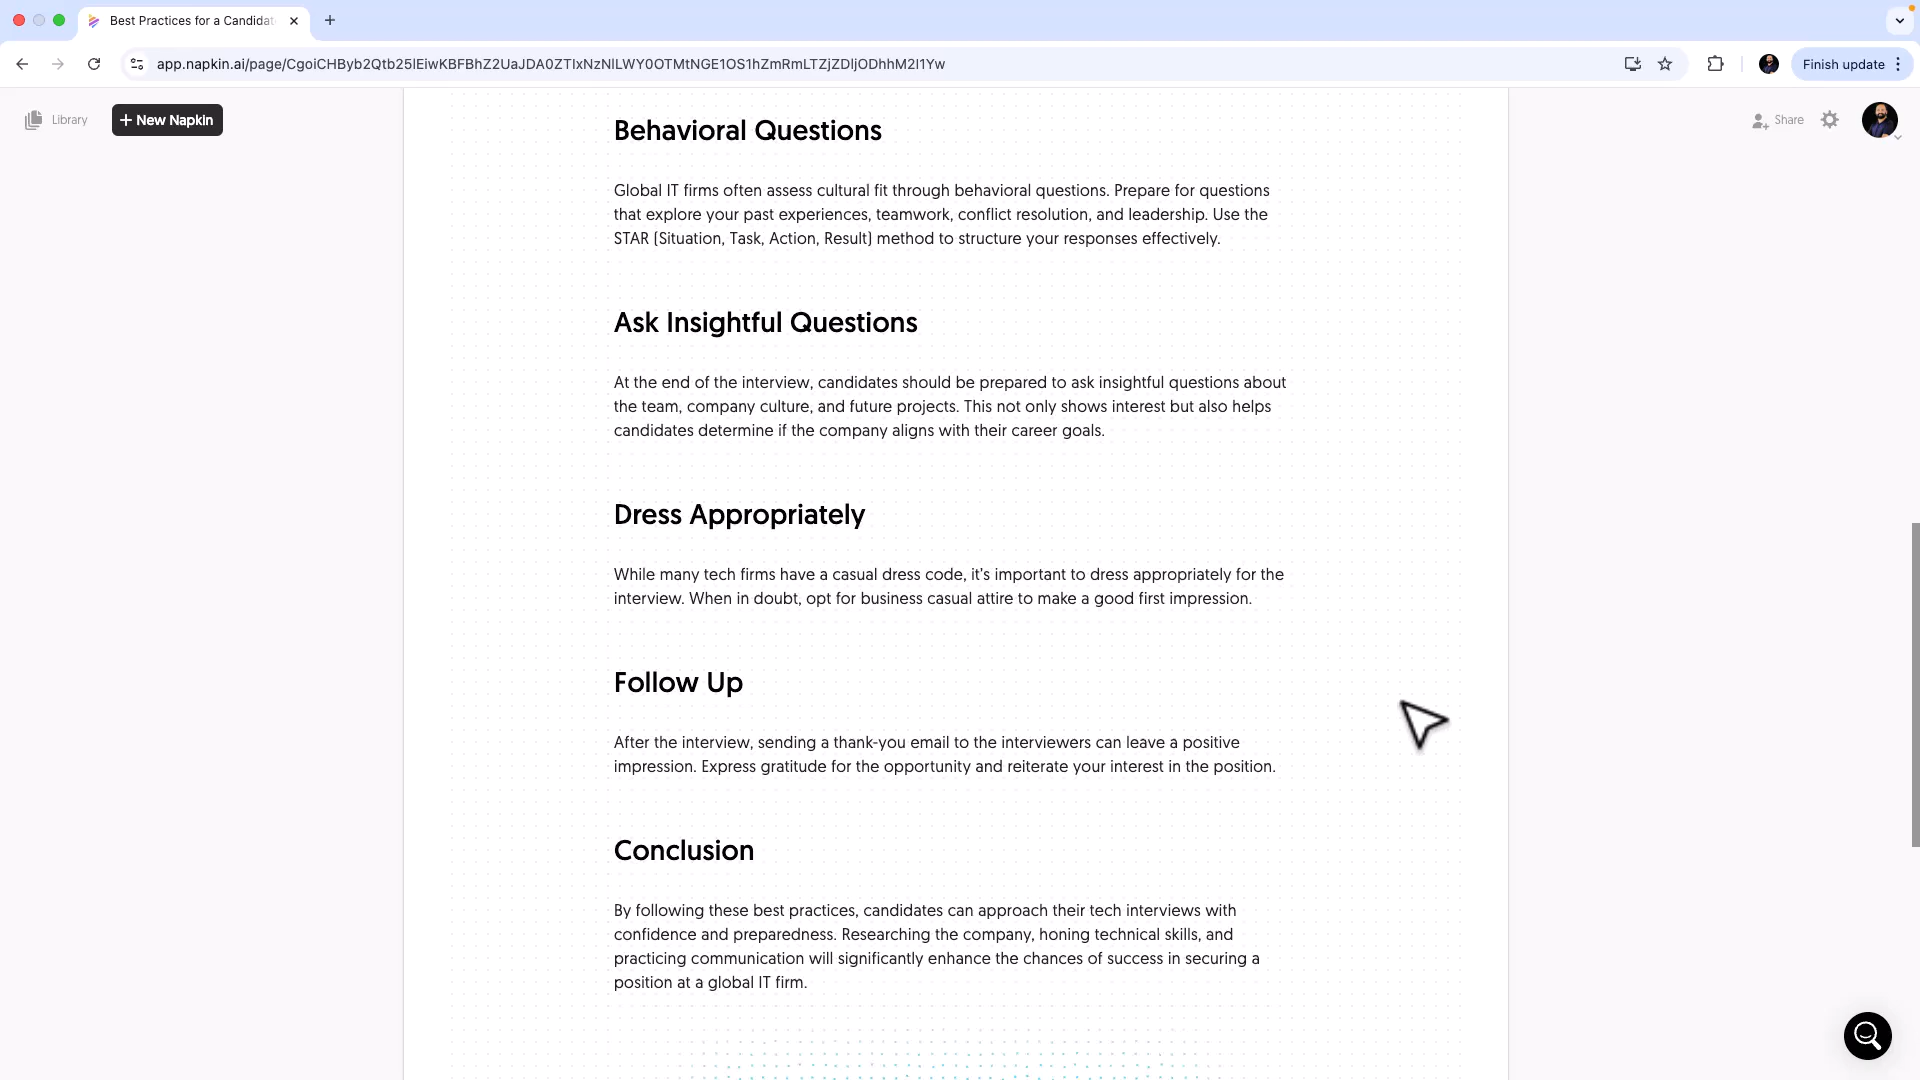 Best Practices for a Candidat
app.napkin.ai/page/CgoiCHByb2Qtb25lEiwKBFBhZ2UaJDA0ZTIxNzNlLWY0OTMtNGE1OS1hZmRmLTZjZDljODhhM2I1Yw
Finish update
Library
+ New Napkin
Share
Behavioral Questions
Global IT firms often assess cultural fit through behavioral questions. Prepare for questions
that explore your past experiences, teamwork, conflict resolution, and leadership. Use the
STAR (Situation, Task, Action, Result) method to structure your responses effectively.
Ask Insightful Questions
At the end of the interview, candidates should be prepared to ask insightful questions about
the team, company culture, and future projects. This not only shows interest but also helps
candidates determine if the company aligns with their career goals.
Dress Appropriately
While many tech firms have a casual dress code, it's important to dress appropriately for the
interview. When in doubt, opt for business casual attire to make a good first impression.
Follow Up
After the interview, sending a thank-you email to the interviewers can leave a positive
impression. Express gratitude for the opportunity and reiterate your interest in the position.
Conclusion
By following these best practices, candidates can approach their tech interviews with
confidence and preparedness. Researching the company, honing technical skills, and
practicing communication will significantly enhance the chances of success in securing a
position at a global IT firm.